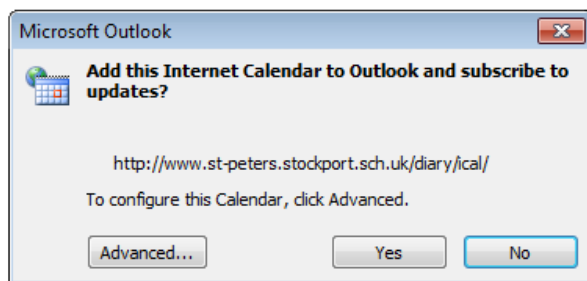 Microsoft Outlook
Add this Internet Calendar to Outlook and subscribe to
updates?
http://www.st-peters.stockport.sch.uk/diary/ical/
To configure this Calendar, click Advanced.
Advanced... Yes No